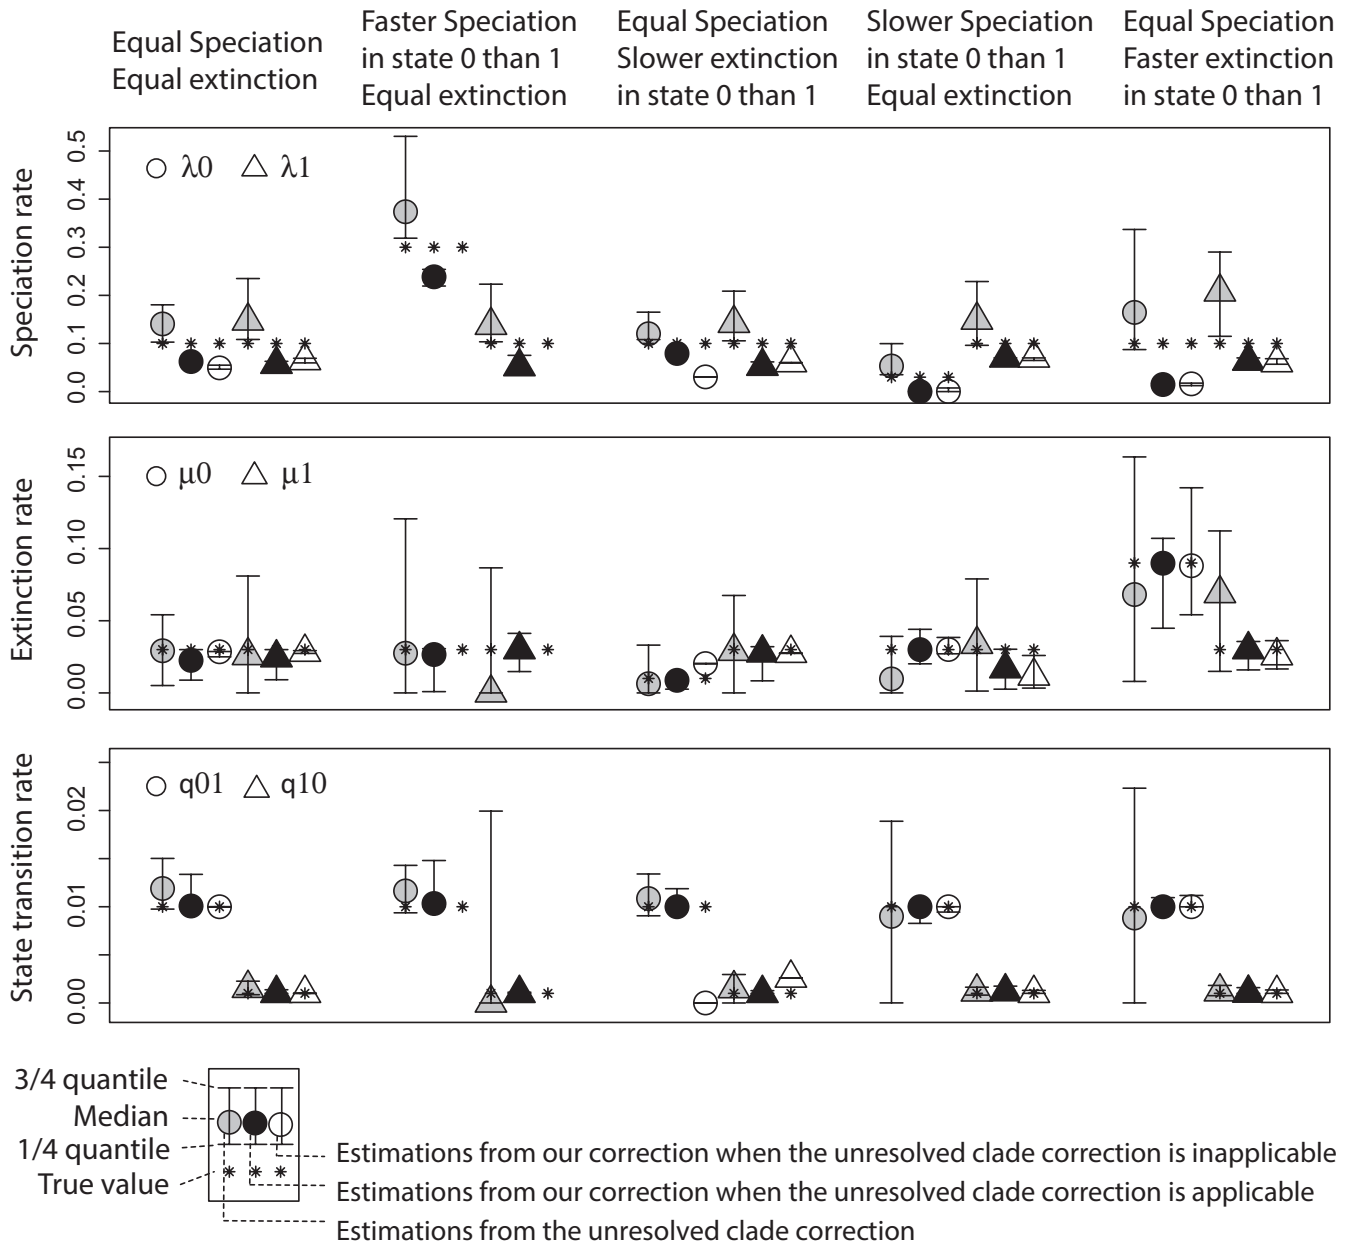 Equal Speciation
Equal extinction
Faster Speciation
in state 0 than 1
Equal extinction
Equal Speciation
Slower extinction
in state 0 than 1
Slower Speciation
in state 0 than 1
Equal extinction
Equal Speciation
Faster extinction
in state 0 than 1
Speciation rate
0.5
0.4
0.3
0.2
0.1
0.0
λ0 λ1
Extinction rate
0.15
0.10
0.05
0.00
μ0 μ1
State transition rate
0.02
0.01
0.00
q01 q10
3/4 quantile
Median
1/4 quantile
True value
Estimations from our correction when the unresolved clade correction is inapplicable
Estimations from our correction when the unresolved clade correction is applicable
Estimations from the unresolved clade correction